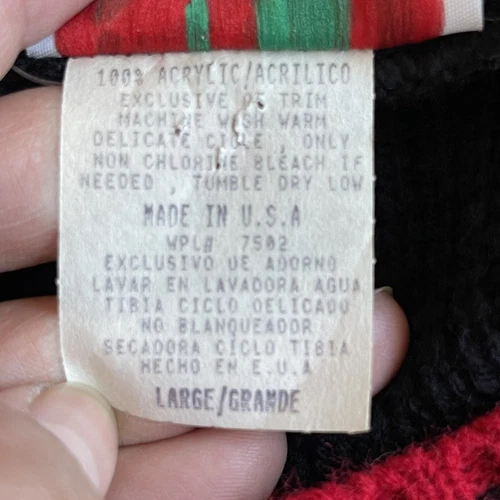 100% ACRYLIC/ACRILICO
EXCLUSIVE OF TRIM
MACHINE WASH WARM
DELICATE CYCLE , ONLY
NON CHLORINE BLEACH IF
NEEDED , TUMBLE DRY LOW
MADE IN U.S.A
WPL# 7502
EXCLUSIVO DE ADORNO
LAVAR EN LAVADORA AGUA
TIBIA CICLO DELICADO
NO BLANQUEADOR
SECADORA CICLO TIBIA
HECHO EN E.U.A
LARGE/GRANDE